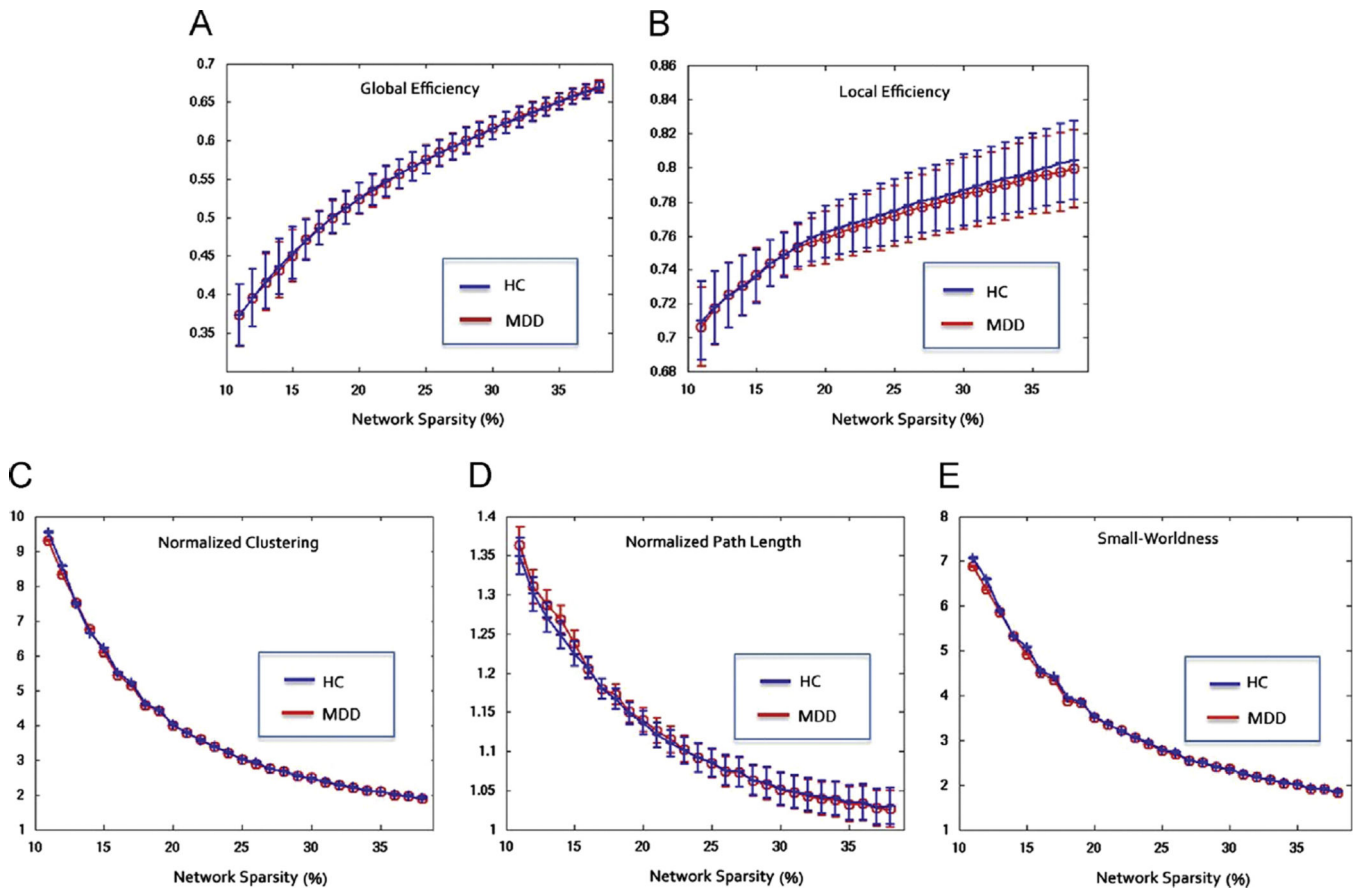 A
B
Global Efficiency
0.7
0.65
0.6
0.55
0.5
0.45
0.4
0.35
HC
MDD
10 15 20 25 30 35
Network Sparsity (%)
Local Efficiency
0.86
0.84
0.82
0.8
0.78
0.76
0.74
0.72
0.7
0.68
HC
MDD
10 15 20 25 30 35
Network Sparsity (%)
C
D
E
Normalized Clustering
10
9
8
7
6
5
4
3
2
1
HC
MDD
10 15 20 25 30 35
Network Sparsity (%)
Normalized Path Length
1.4
1.35
1.3
1.25
1.2
1.15
1.1
1.05
1
HC
MDD
10 15 20 25 30 35
Network Sparsity (%)
Small-Worldness
8
7
6
5
4
3
2
1
HC
MDD
10 15 20 25 30 35
Network Sparsity (%)